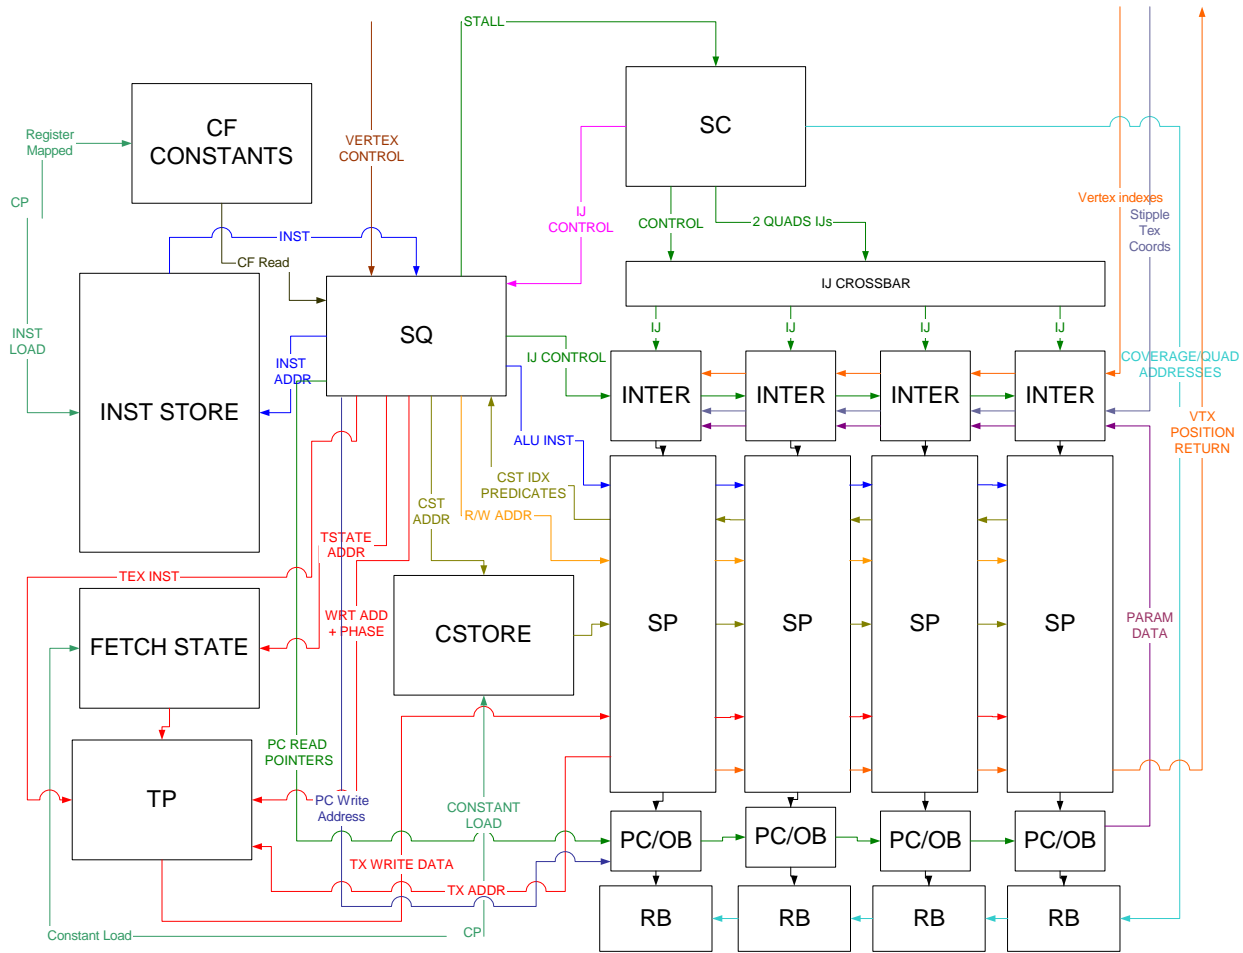 STALL
SC
CF
CONSTANTS
Register
Mapped
VERTEX
CONTROL
CP
IJ
CONTROL
CONTROL
2 QUADS IJs
Vertex indexes
Stipple
Tex
Coords
INST
CF Read
IJ CROSSBAR
INST
LOAD
SQ
IJ
IJ
IJ
IJ
INST
ADDR
IJ CONTROL
COVERAGE/QUAD
ADDRESSES
INST STORE
INTER
INTER
INTER
INTER
VTX
POSITION
RETURN
ALU INST
CST IDX
PREDICATES
CST
ADDR
R/W ADDR
TSTATE
ADDR
TEX INST
WRT ADD
+ PHASE
FETCH STATE
CSTORE
SP
SP
SP
SP
PARAM
DATA
PC READ
POINTERS
TP
PC Write
Address
CONSTANT
LOAD
PC/OB
PC/OB
PC/OB
PC/OB
TX WRITE DATA
TX ADDR
RB
RB
RB
RB
Constant Load
CP